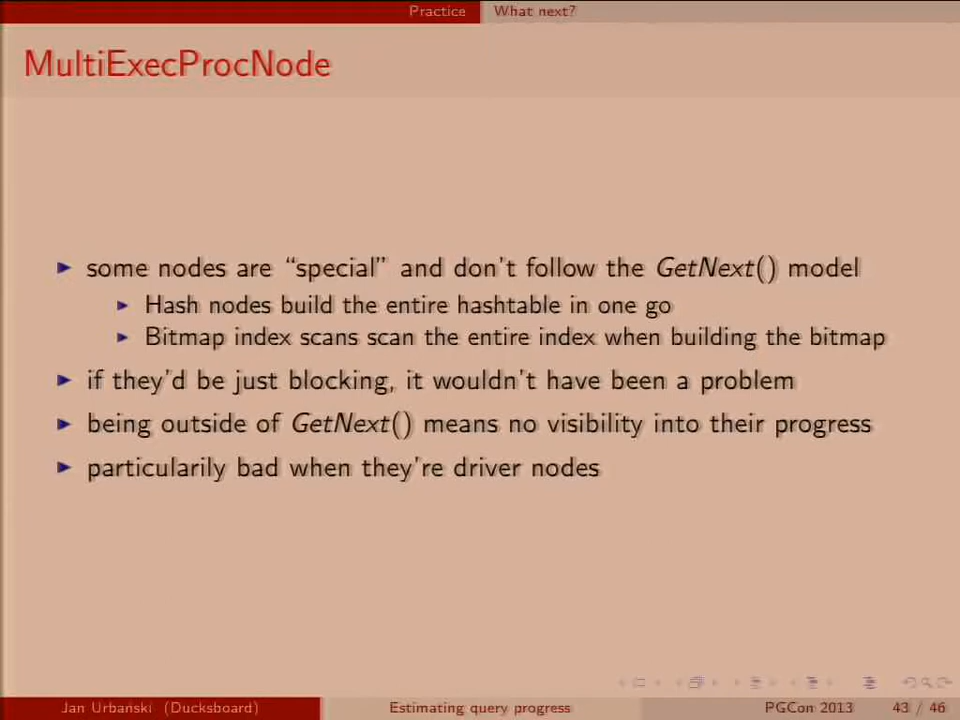 Practice What next?
MultiExecProcNode
some nodes are “special” and don't follow the GetNext() model
Hash nodes build the entire hashtable in one go
Bitmap index scans scan the entire index when building the bitmap
if they'd be just blocking, it wouldn't have been a problem
being outside of GetNext() means no visibility into their progress
particularily bad when they're driver nodes
Jan Urbański (Ducksboard) Estimating query progress PGCon 2013 43 / 46